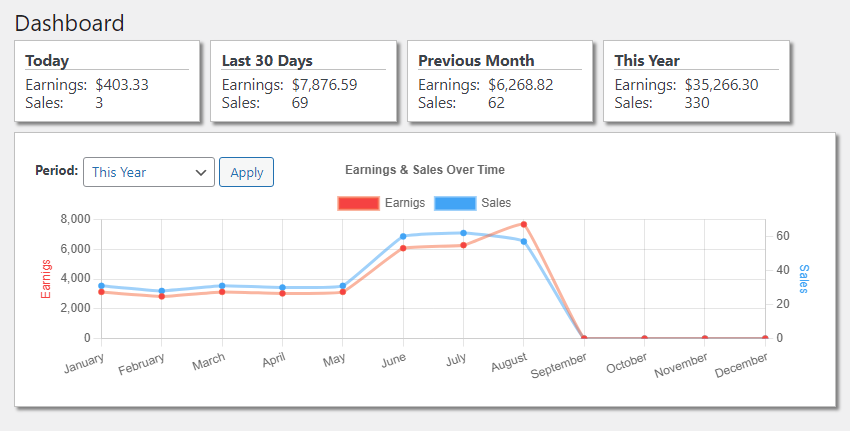 Dashboard
Today
Earnings: $403.33
Sales: 3
Last 30 Days
Earnings: $7,876.59
Sales: 69
Previous Month
Earnings: $6,268.82
Sales: 62
This Year
Earnings: $35,266.30
Sales: 330
Period: This Year Apply
Earnings & Sales Over Time
Earnigs Sales
8,000
6,000
4,000
2,000
0
Earnigs
60
40
20
0
Sales
January February March April May June July August September October November December